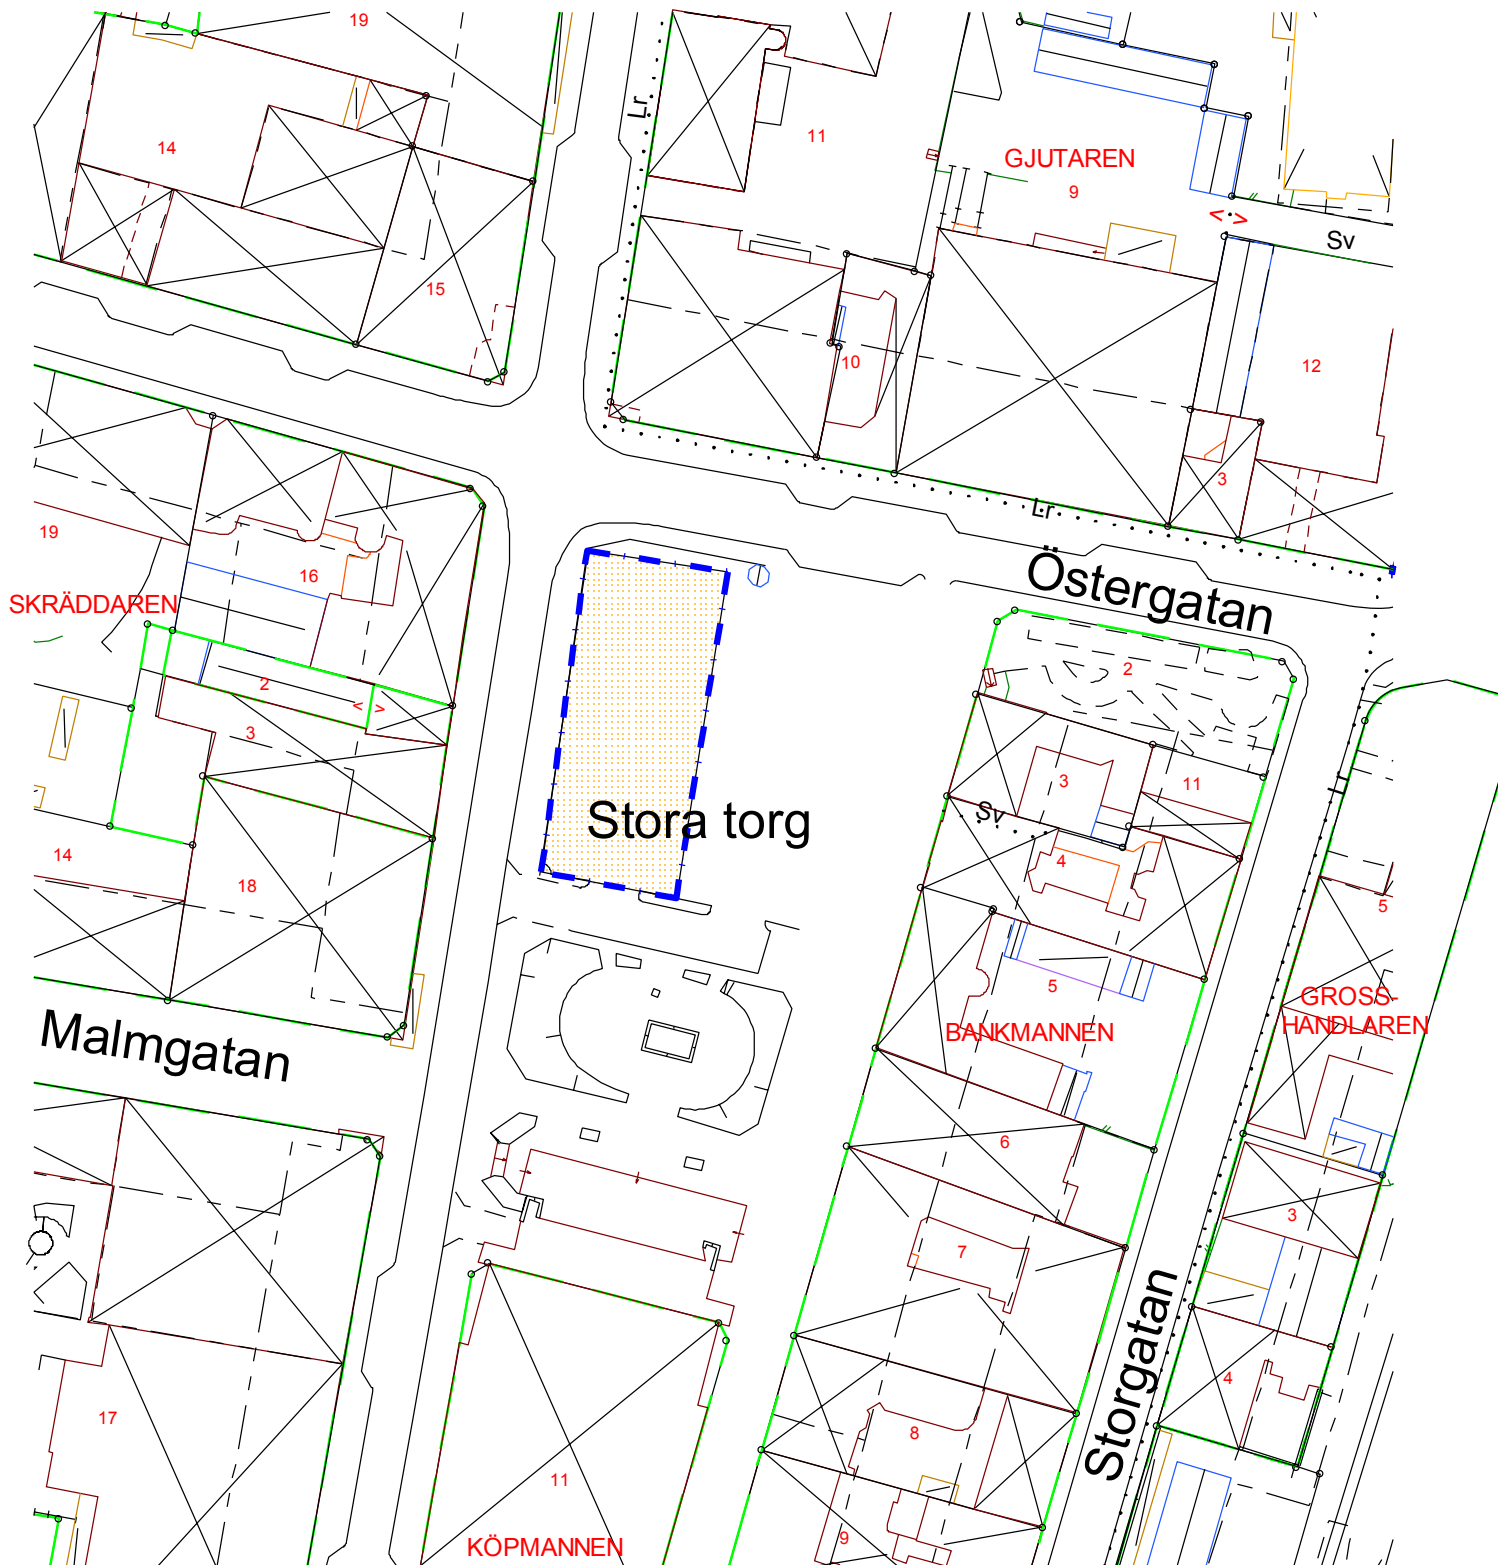 19
Lr
11
14
GJUTAREN
9
< >
Sv
15
10
12
3
Lr
19
16
SKRÄDDAREN
Östergatan
2
2
< >
3
3
11
Lr
Sv
Stora torg
14
4
18
5
5
GROSS-
HANDLAREN
BANKMANNEN
Malmgatan
6
3
7
Storgatan
4
17
8
11
9
KÖPMANNEN